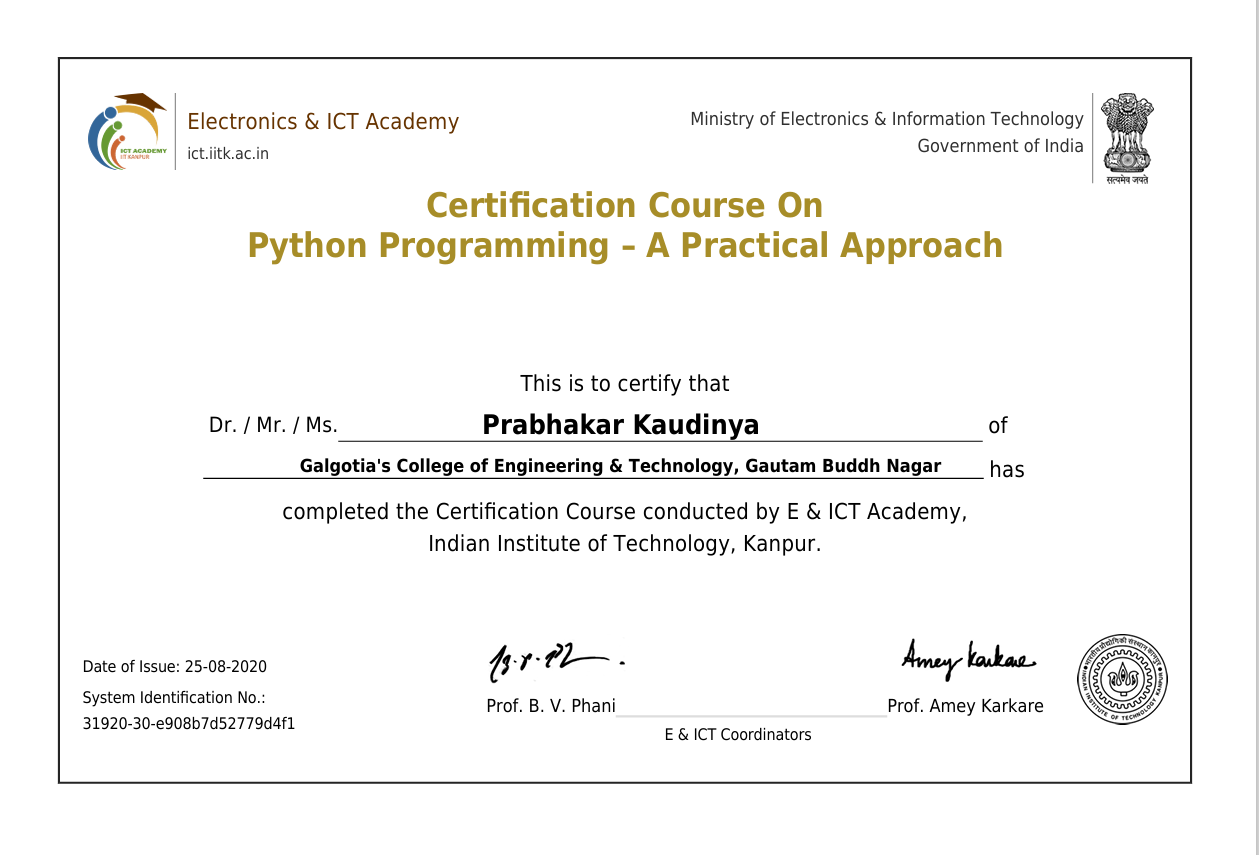 ICT ACADEMY
IIT KANPUR
Electronics & ICT Academy
ict.iitk.ac.in
Ministry of Electronics & Information Technology
Government of India
सत्यमेव जयते
Certification Course On
Python Programming – A Practical Approach
This is to certify that
Dr. / Mr. / Ms. Prabhakar Kaudinya of
Galgotia's College of Engineering & Technology, Gautam Buddh Nagar has
completed the Certification Course conducted by E & ICT Academy,
Indian Institute of Technology, Kanpur.
Date of Issue: 25-08-2020
System Identification No.:
31920-30-e908b7d52779d4f1
Amey Karkare
Prof. B. V. Phani
Prof. Amey Karkare
E & ICT Coordinators
भारतीय प्रौद्योगिकी संस्थान कानपुर
INDIAN INSTITUTE OF TECHNOLOGY KANPUR